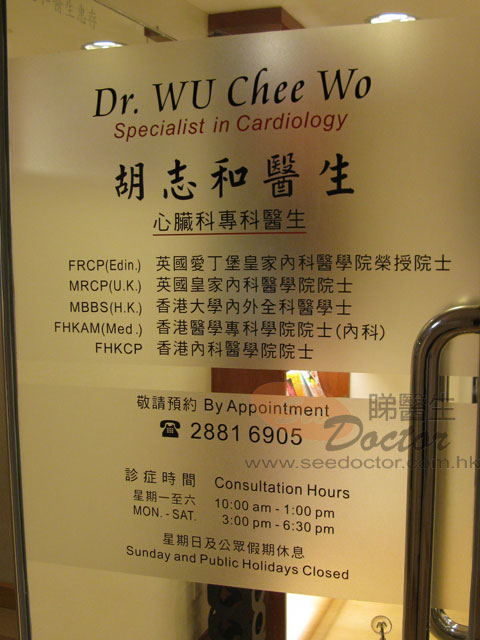 和醫生惠存
Dr. WU Chee Wo
Specialist in Cardiology
胡志和醫生
心臟科專科醫生
FRCP(Edin.) 英國愛丁堡皇家內科醫學院榮授院士
MRCP(U.K.) 英國皇家內科醫學院院士
MBBS(H.K.) 香港大學內外全科醫學士
FHKAM(Med.) 香港醫學專科學院院士(內科)
FHKCP 香港內科醫學院院士
敬請預約 By Appointment
☎ 2881 6905
睇醫生
Doctor
www.seedoctor.com.hk
診症時間 Consultation Hours
星期一至六 10:00 am - 1:00 pm
MON. - SAT. 3:00 pm - 6:30 pm
星期日及公眾假期休息
Sunday and Public Holidays Closed